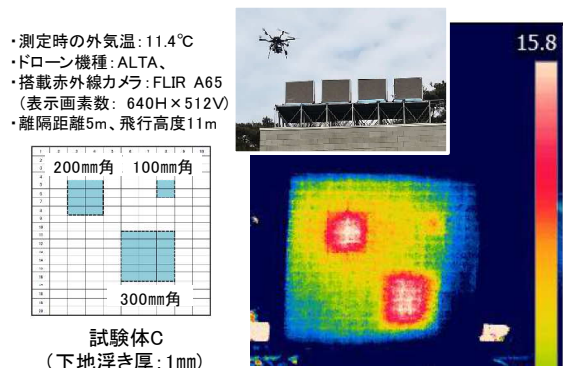 ・測定時の外気温:11.4℃
・ドローン機種:ALTA、
・搭載赤外線カメラ:FLIR A65
（表示画素数： 640H×512V)
・離隔距離5m、飛行高度11m
15.8
200mm角 100mm角
300mm角
試験体C
（下地浮き厚：1mm)